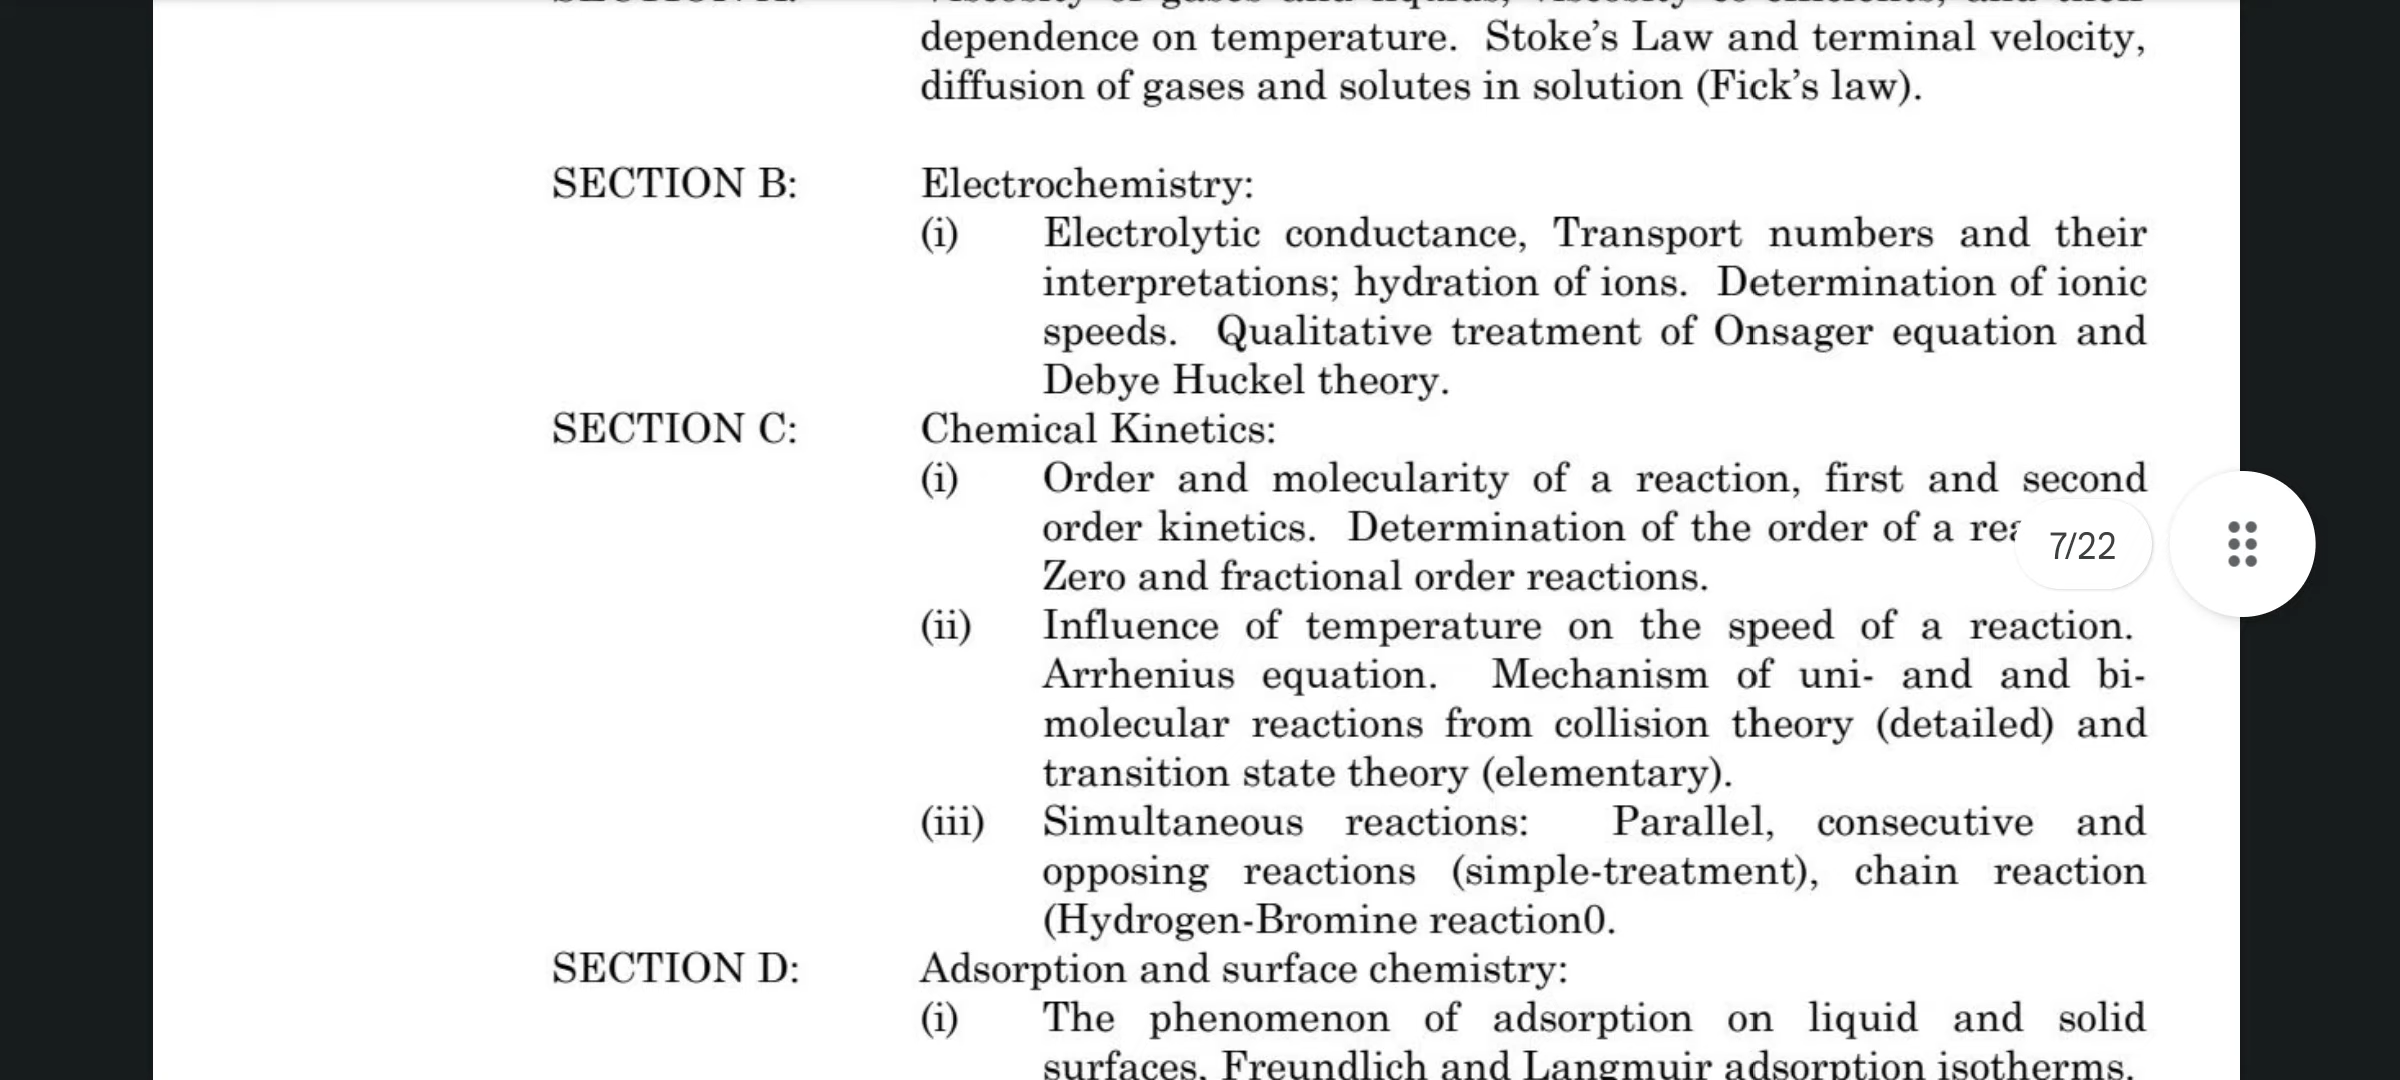 dependence on temperature. Stoke's Law and terminal velocity,
diffusion of gases and solutes in solution (Fick's law).
SECTION B: Electrochemistry:
(i) Electrolytic conductance, Transport numbers and their
interpretations; hydration of ions. Determination of ionic
speeds. Qualitative treatment of Onsager equation and
Debye Huckel theory.
SECTION C: Chemical Kinetics:
(i) Order and molecularity of a reaction, first and second
order kinetics. Determination of the order of a
7/22
Zero and fractional order reactions.
(ii) Influence of temperature on the speed of a reaction.
Arrhenius equation. Mechanism of uni- and and bi-
molecular reactions from collision theory (detailed) and
transition state theory (elementary).
(iii) Simultaneous reactions: Parallel, consecutive and
opposing reactions (simple-treatment), chain reaction
(Hydrogen-Bromine reaction0.
SECTION D: Adsorption and surface chemistry:
(i) The phenomenon of adsorption on liquid and solid
surfaces. Freundlich and Langmuir adsorption isotherms.